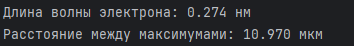 Длина волны электрона: 0.274 нм
Расстояние между максимумами: 10.970 мкм